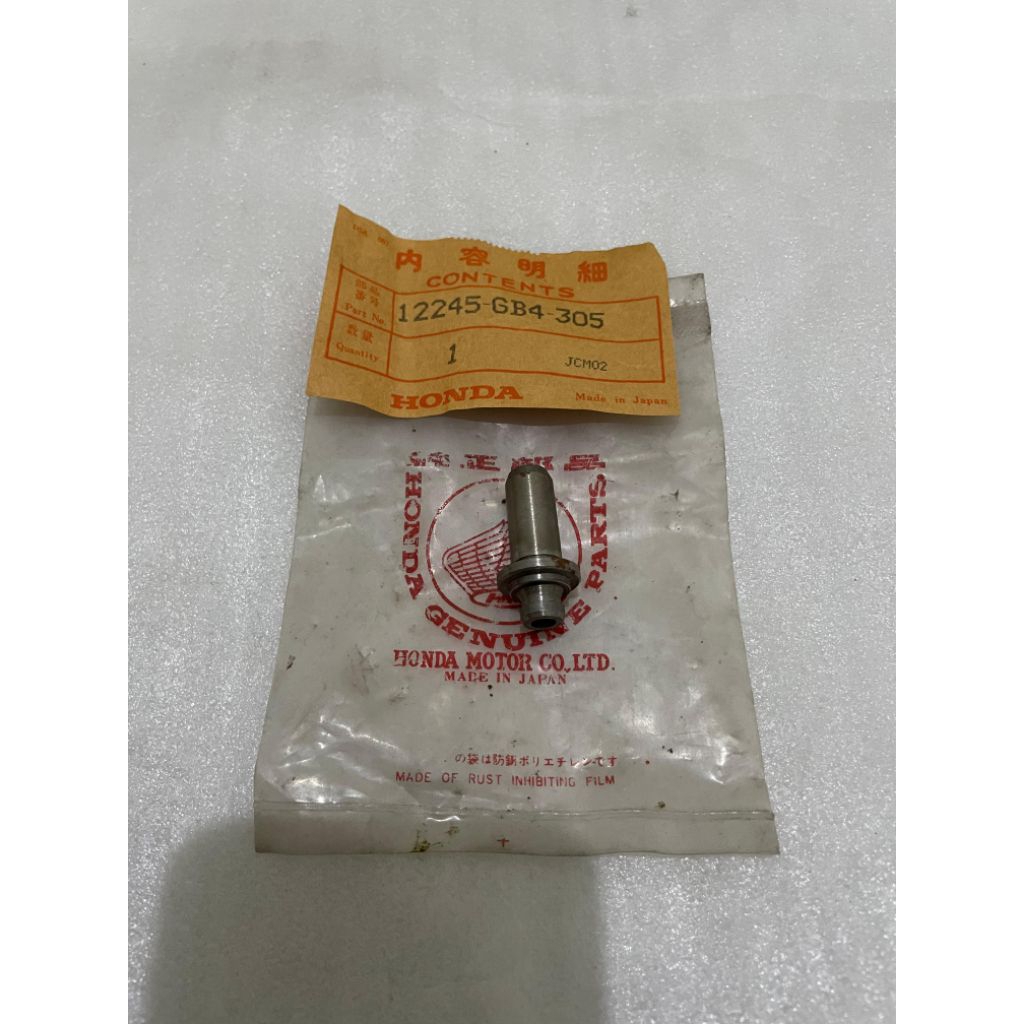 内容明細
CONTENTS
部品番号
Part No.
12245-GB4-305
数量
Quantity
1
JCM02
HONDA
Made in Japan
純正部品
HONDA GENUINE PARTS
HONDA MOTOR CO.,LTD.
MADE IN JAPAN
の袋は防錆ポリエチレンです
MADE OF RUST INHIBITING FILM